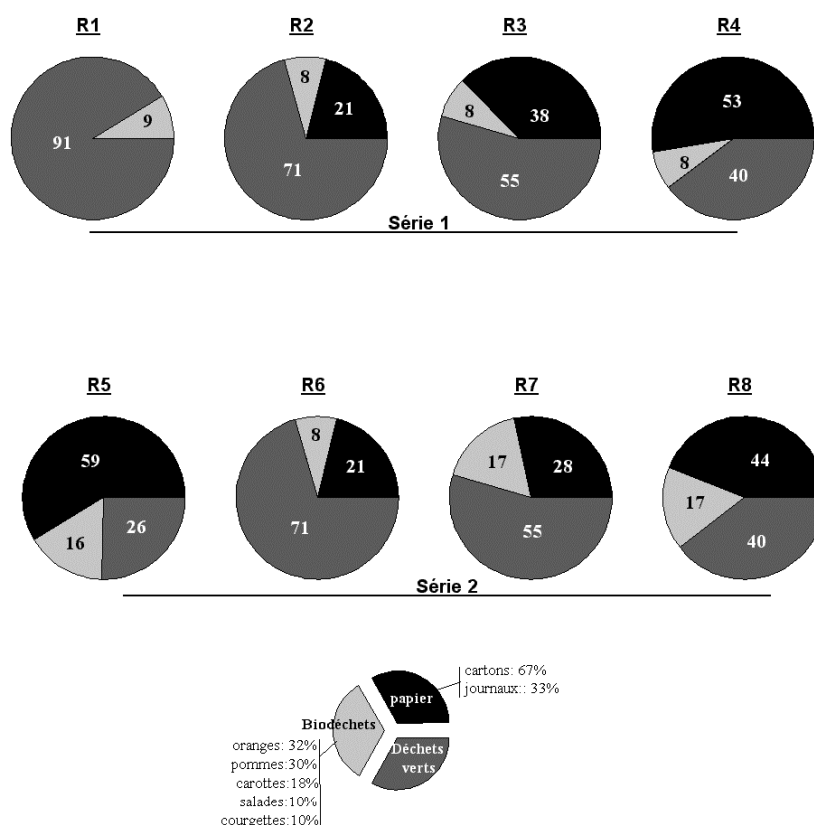 R1 R2 R3 R4
91 9 71 8 21 55 8 38 40 8 53
Série 1
R5 R6 R7 R8
59 16 26 71 8 21 55 17 28 40 17 44
Série 2
cartons: 67%
journaux:: 33%
papier
Biodéchets
Déchets
verts
oranges: 32%
pommes:30%
carottes:18%
salades:10%
courgettes:10%